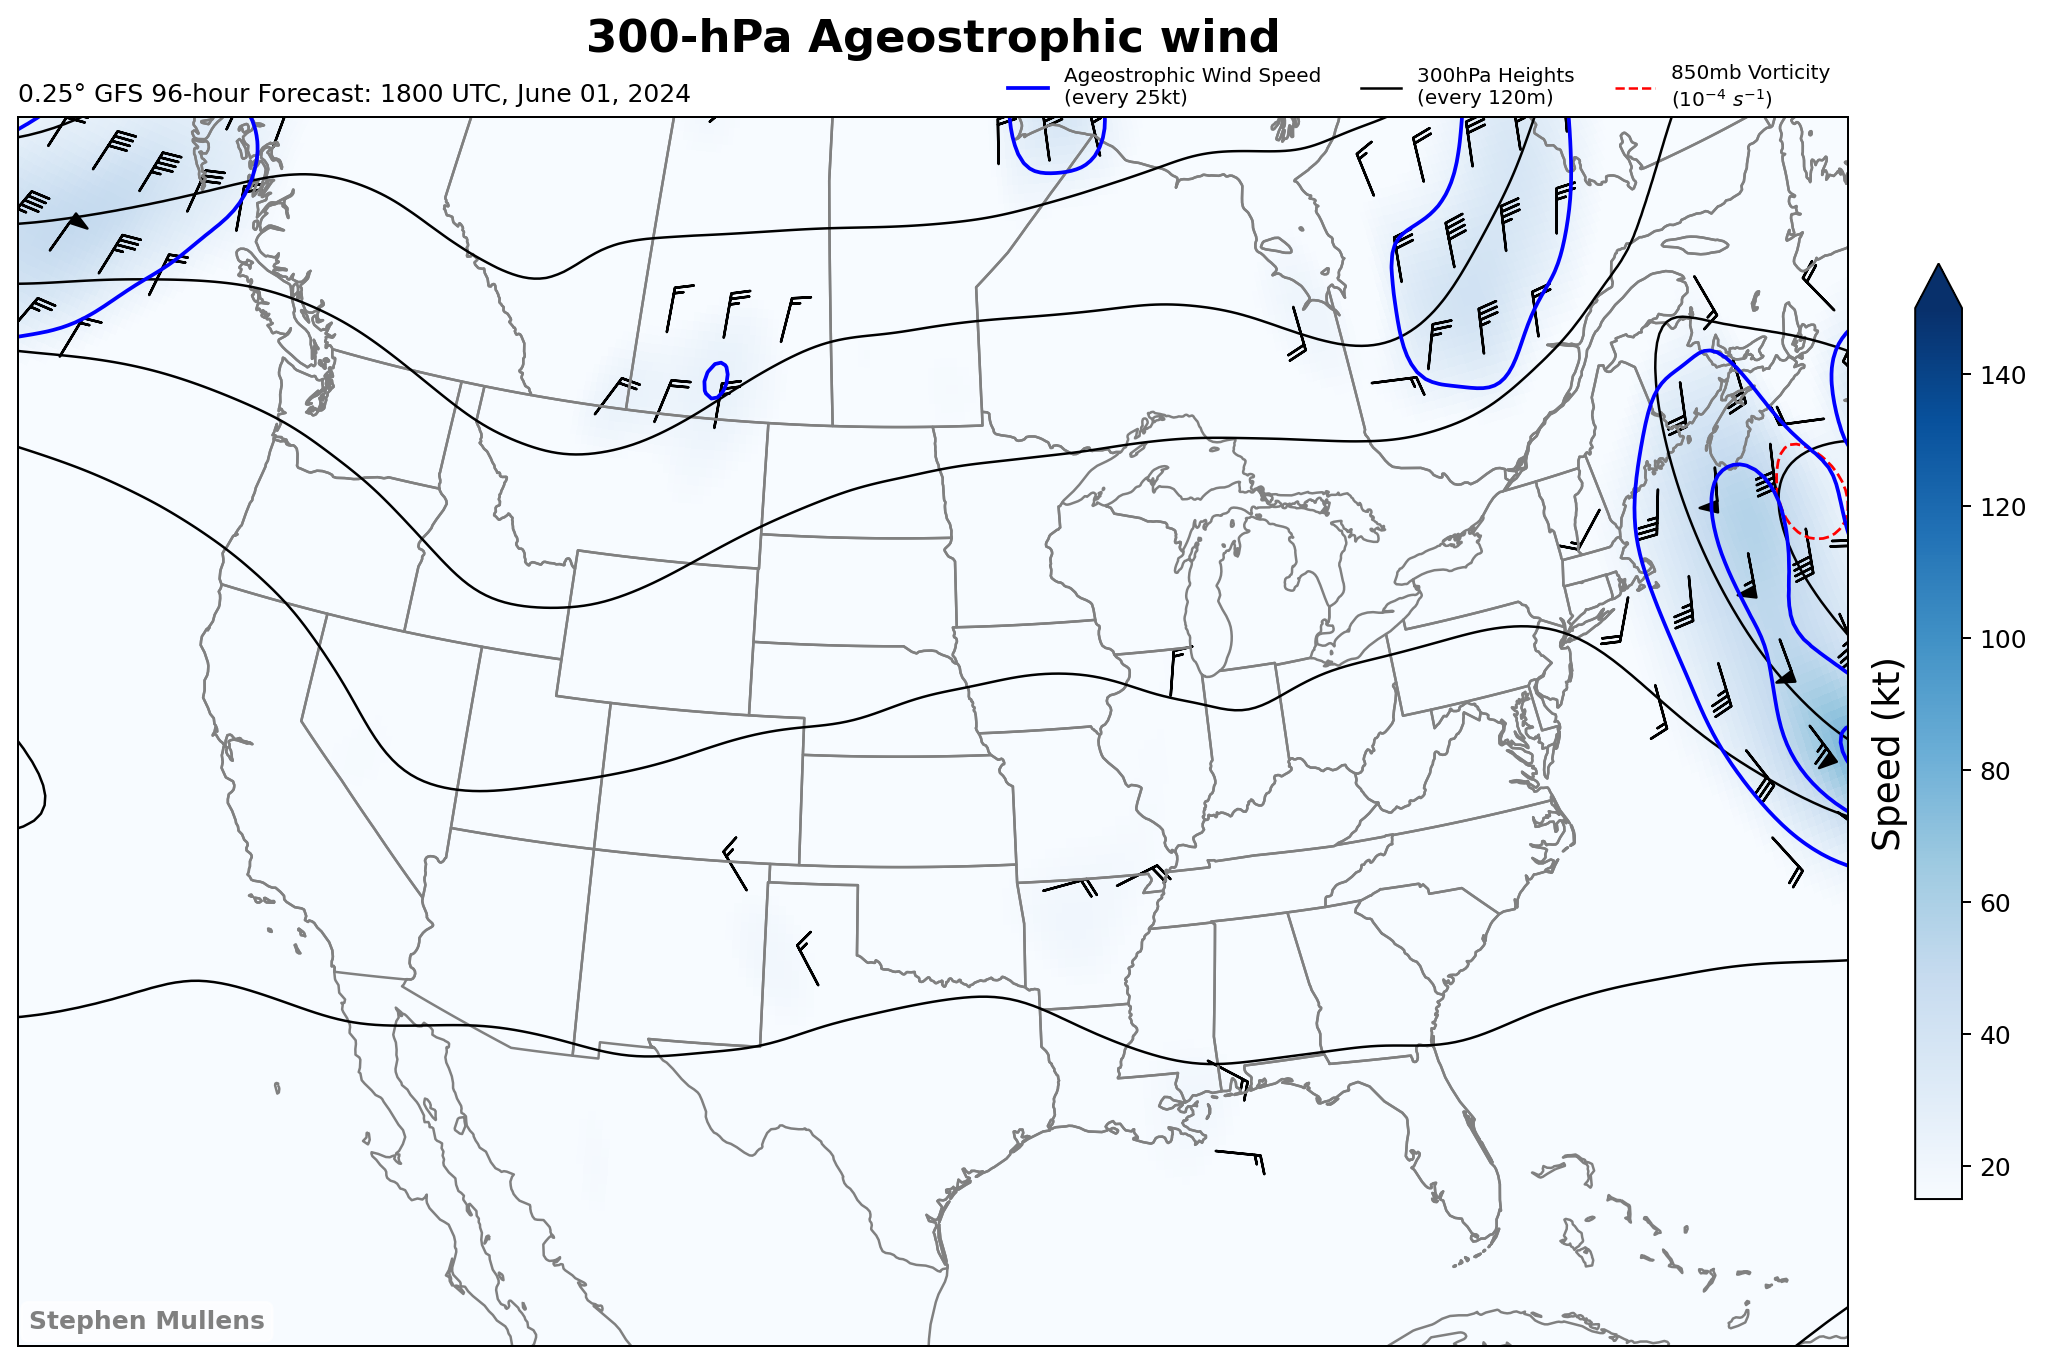 300-hPa Ageostrophic wind
0.25° GFS 96-hour Forecast: 1800 UTC, June 01, 2024
Ageostrophic Wind Speed
(every 25kt)
300hPa Heights
(every 120m)
850mb Vorticity
(10⁻⁴ s⁻¹)
140
120
100
80
60
40
20
Speed (kt)
Stephen Mullens